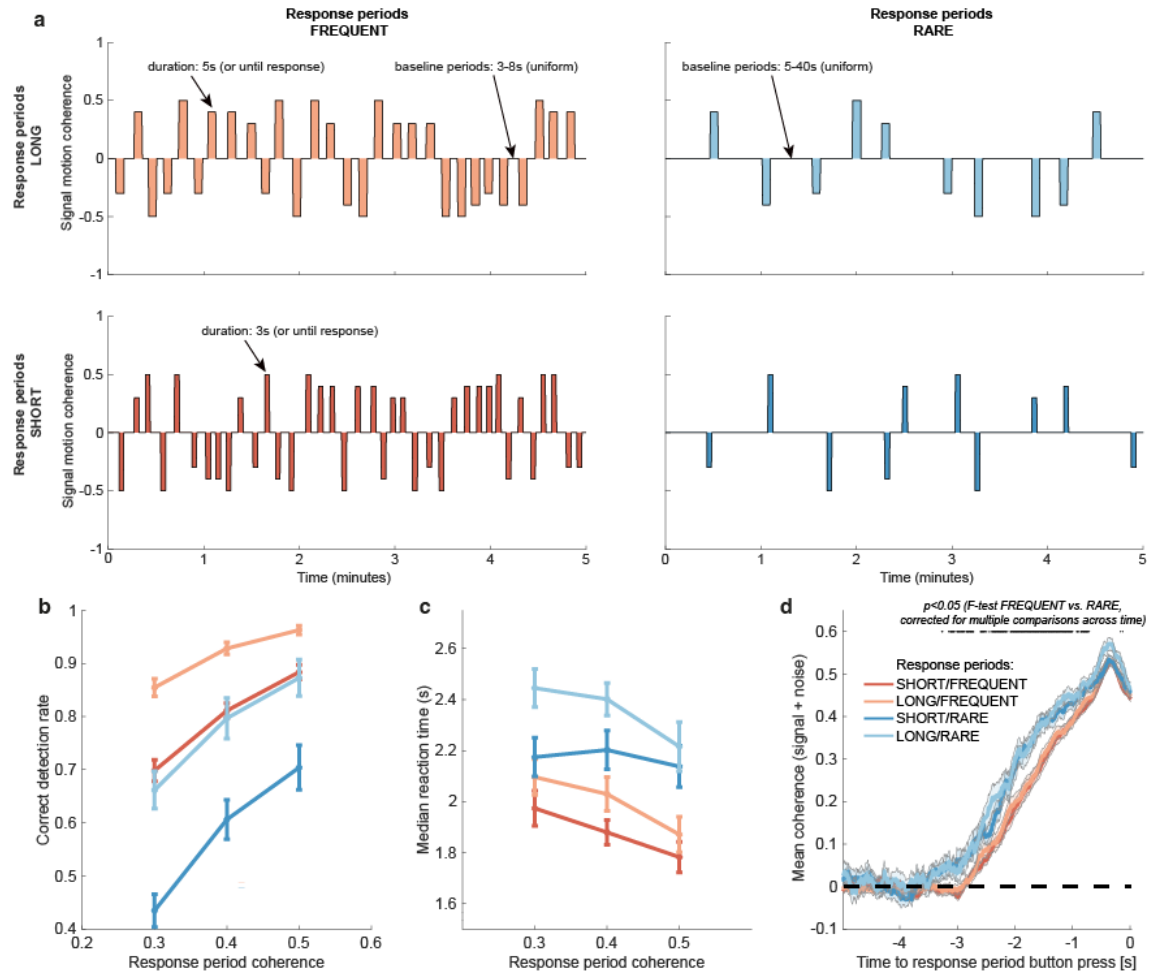 a
Response periods
FREQUENT
Response periods
RARE
Response periods
LONG
Signal motion coherence
1
0.5
0
-0.5
-1
duration: 5s (or until response)
baseline periods: 3-8s (uniform)
baseline periods: 5-40s (uniform)
Response periods
SHORT
Signal motion coherence
1
0.5
0
-0.5
-1
duration: 3s (or until response)
0 1 2 3 4 5
Time (minutes)
0 1 2 3 4 5
Time (minutes)
b
Correct detection rate
1
0.9
0.8
0.7
0.6
0.5
0.4
0.2 0.3 0.4 0.5 0.6
Response period coherence
c
Median reaction time (s)
2.6
2.4
2.2
2
1.8
1.6
0.3 0.4 0.5
Response period coherence
d
p<0.05 (F-test FREQUENT vs. RARE,
corrected for multiple comparisons across time)
Mean coherence (signal + noise)
0.6
0.5
0.4
0.3
0.2
0.1
0
-0.1
Response periods:
SHORT/FREQUENT
LONG/FREQUENT
SHORT/RARE
LONG/RARE
-4 -3 -2 -1 0
Time to response period button press [s]